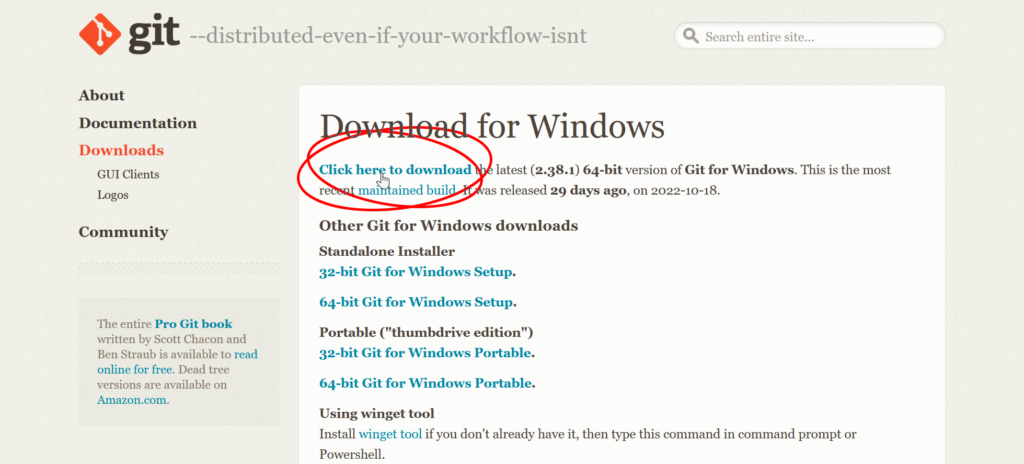 git --distributed-even-if-your-workflow-isnt
Search entire site...
About
Documentation
Downloads
GUI Clients
Logos
Community
The entire Pro Git book
written by Scott Chacon and
Ben Straub is available to read
online for free. Dead tree
versions are available on
Amazon.com.
Download for Windows
Click here to download the latest (2.38.1) 64-bit version of Git for Windows. This is the most
recent maintained build. It was released 29 days ago, on 2022-10-18.
Other Git for Windows downloads
Standalone Installer
32-bit Git for Windows Setup.
64-bit Git for Windows Setup.
Portable ("thumbdrive edition")
32-bit Git for Windows Portable.
64-bit Git for Windows Portable.
Using winget tool
Install winget tool if you don't already have it, then type this command in command prompt or
Powershell.